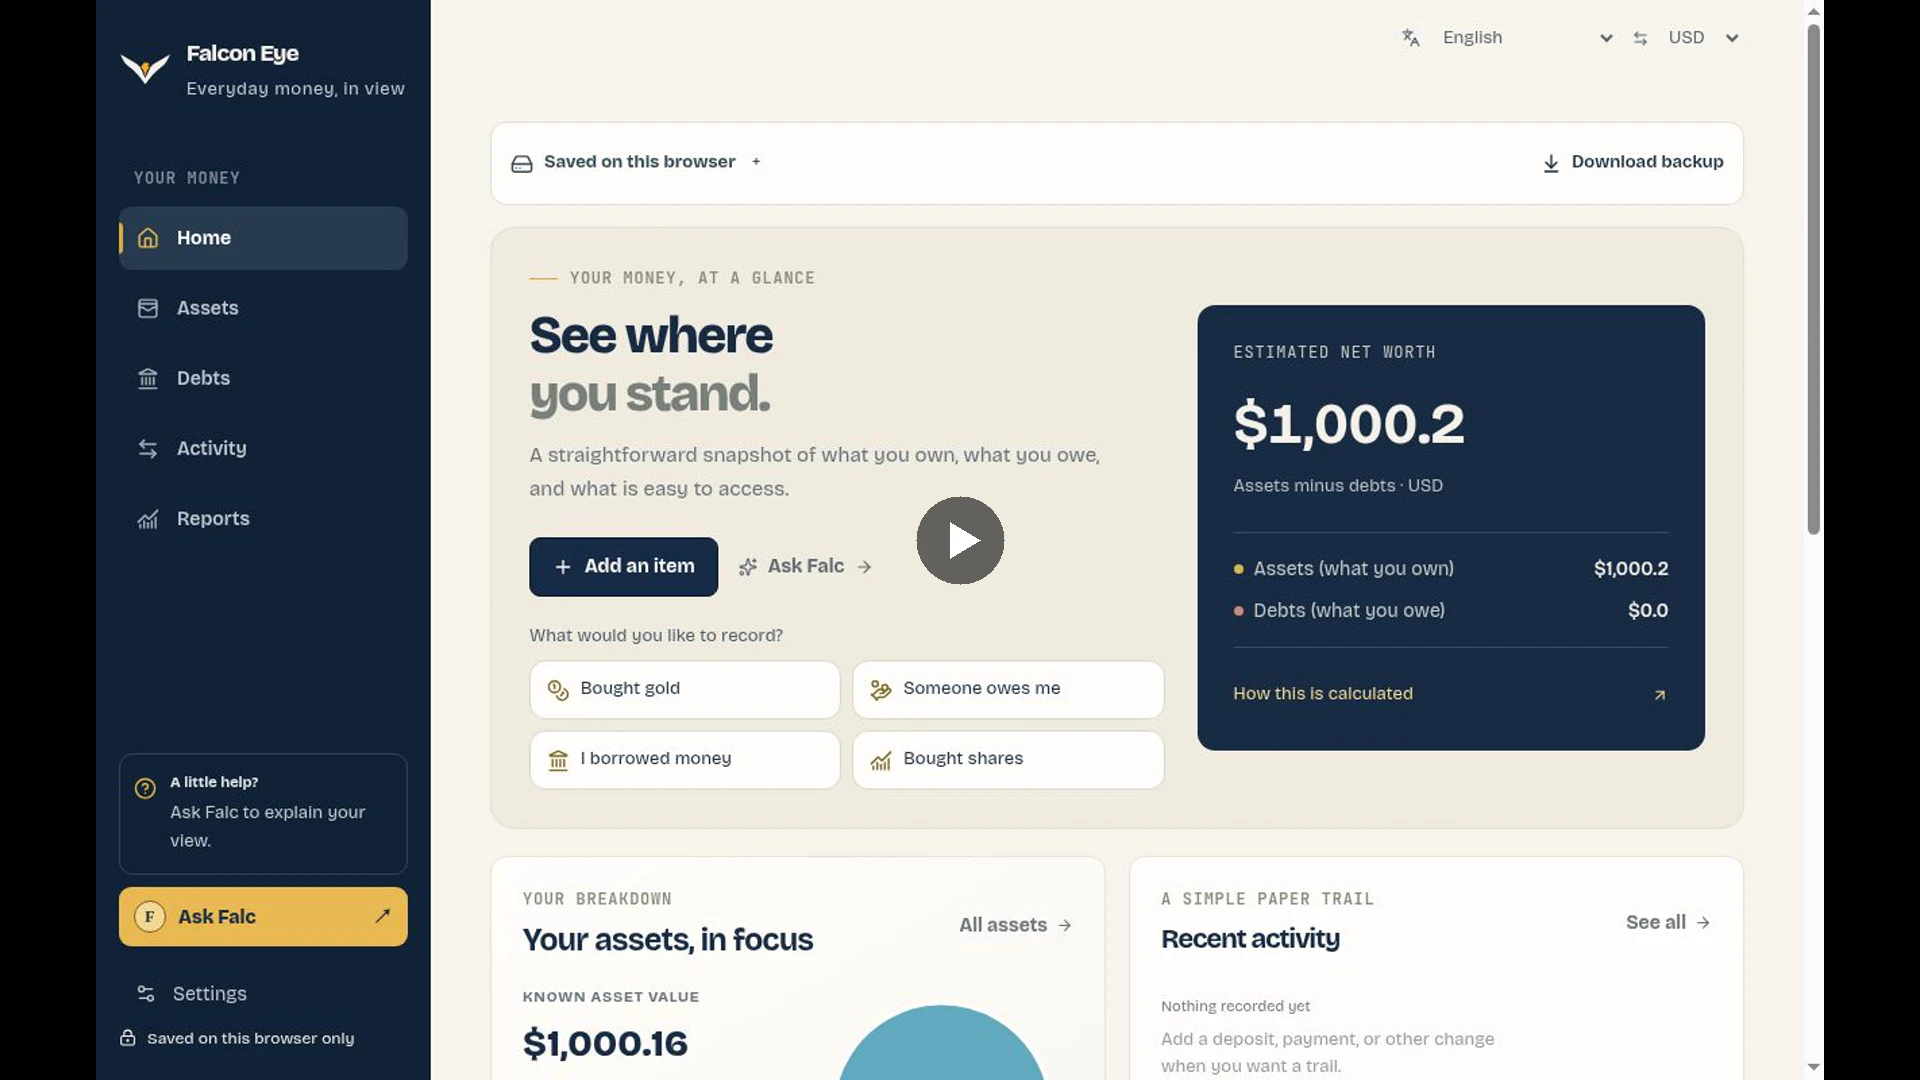 Falcon Eye
Everyday money, in view
YOUR MONEY
Home
Assets
Debts
Activity
Reports
A little help?
Ask Falc to explain your
view.
F Ask Falc
Settings
Saved on this browser only
English
USD
Saved on this browser +
Download backup
YOUR MONEY, AT A GLANCE
See where
you stand.
A straightforward snapshot of what you own, what you owe,
and what is easy to access.
+ Add an item
Ask Falc →
What would you like to record?
Bought gold
Someone owes me
I borrowed money
Bought shares
ESTIMATED NET WORTH
$1,000.2
Assets minus debts · USD
Assets (what you own) $1,000.2
Debts (what you owe) $0.0
How this is calculated
YOUR BREAKDOWN
Your assets, in focus
All assets →
KNOWN ASSET VALUE
$1,000.16
A SIMPLE PAPER TRAIL
Recent activity
See all →
Nothing recorded yet
Add a deposit, payment, or other change
when you want a trail.